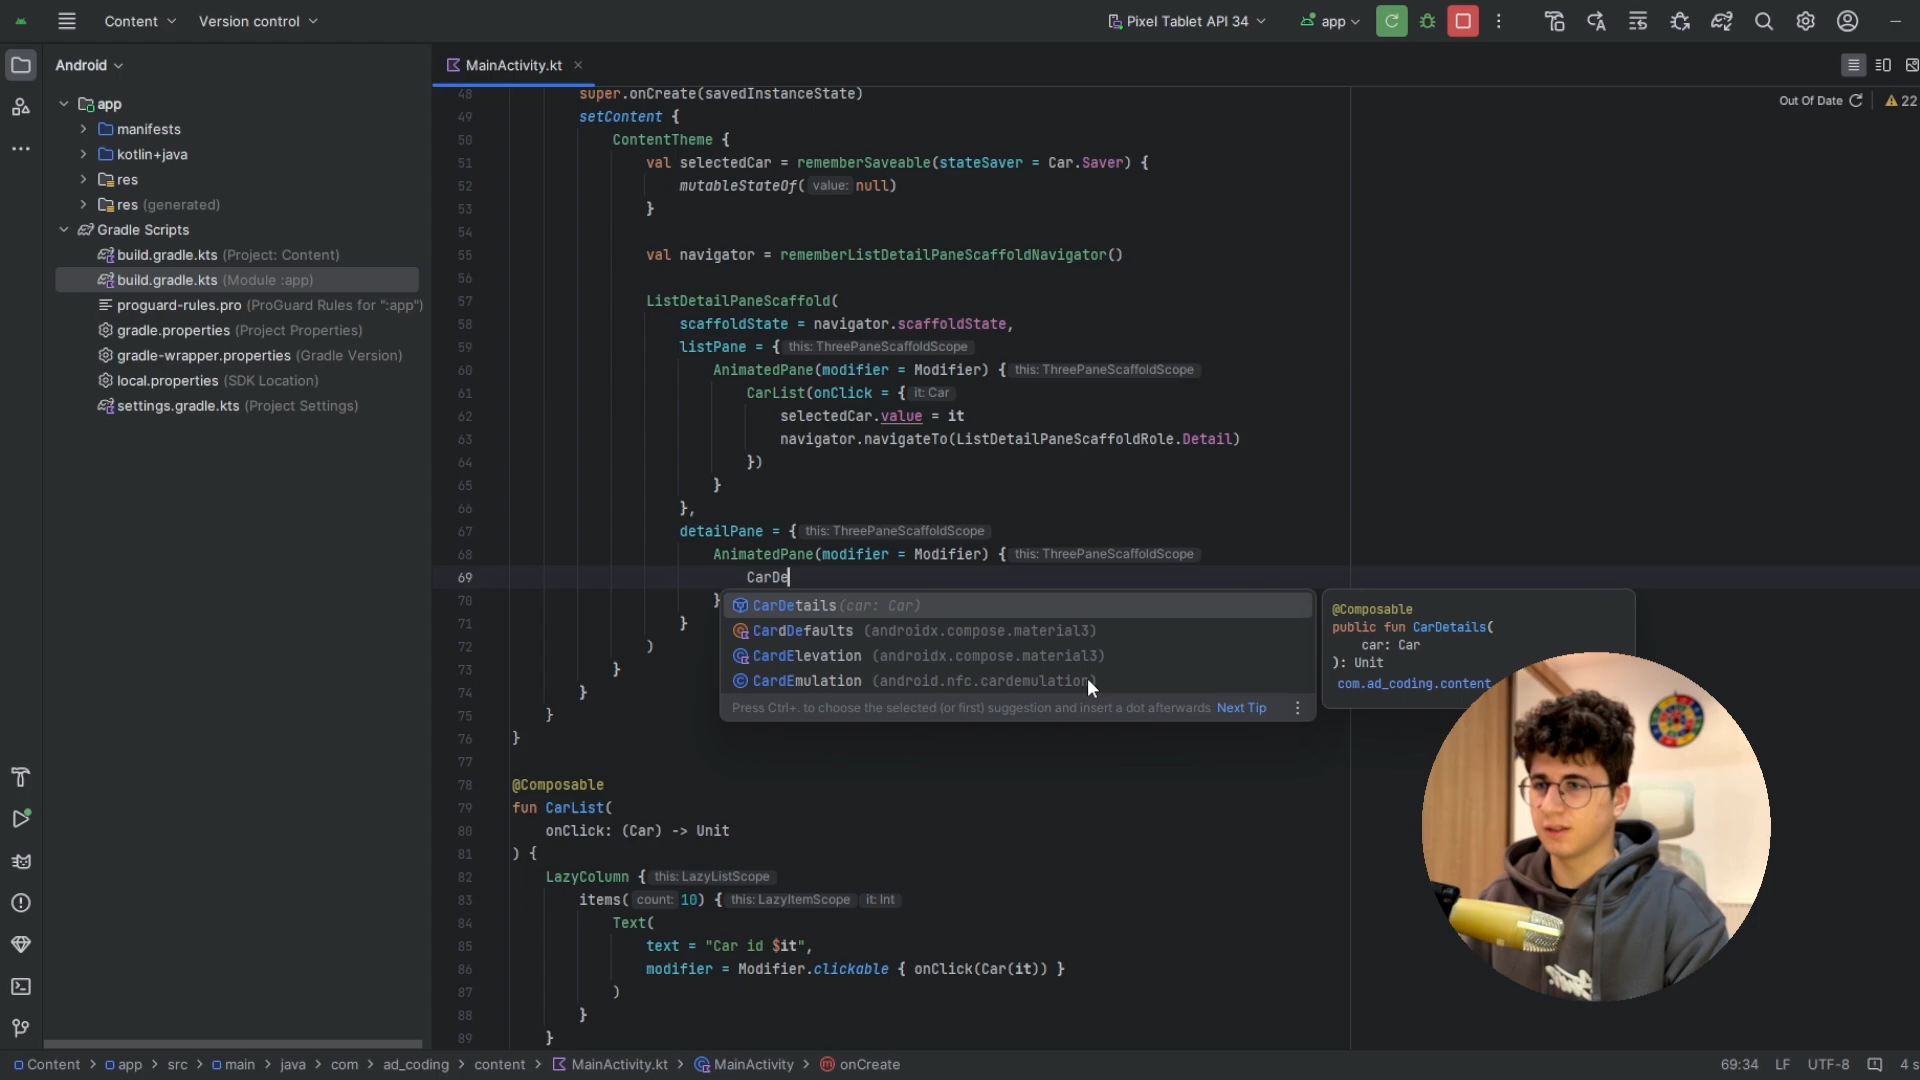 Content
Version control
Pixel Tablet API 34
app
Android
MainActivity.kt
Out Of Date
22
app
manifests
kotlin+java
res
res (generated)
Gradle Scripts
build.gradle.kts (Project: Content)
build.gradle.kts (Module :app)
proguard-rules.pro (ProGuard Rules for ":app")
gradle.properties (Project Properties)
gradle-wrapper.properties (Gradle Version)
local.properties (SDK Location)
settings.gradle.kts (Project Settings)
48 super.onCreate(savedInstanceState)
49 setContent {
50 ContentTheme {
51 val selectedCar = rememberSaveable(stateSaver = Car.Saver) {
52 mutableStateOf( value: null)
53 }
54
55 val navigator = rememberListDetailPaneScaffoldNavigator()
56
57 ListDetailPaneScaffold(
58 scaffoldState = navigator.scaffoldState,
59 listPane = { this: ThreePaneScaffoldScope
60 AnimatedPane(modifier = Modifier) { this: ThreePaneScaffoldScope
61 CarList(onClick = { it: Car
62 selectedCar.value = it
63 navigator.navigateTo(ListDetailPaneScaffoldRole.Detail)
64 })
65 }
66 },
67 detailPane = { this: ThreePaneScaffoldScope
68 AnimatedPane(modifier = Modifier) { this: ThreePaneScaffoldScope
69 CarDe
70 }
71 }
72 )
73 }
74 }
75 }
76 }
77
78 @Composable
79 fun CarList(
80 onClick: (Car) -> Unit
81 ) {
82 LazyColumn { this: LazyListScope
83 items( count: 10) { this: LazyItemScope it: Int
84 Text(
85 text = "Car id $it",
86 modifier = Modifier.clickable { onClick(Car(it)) }
87 )
88 }
89 }
CarDetails(car: Car)
CardDefaults (androidx.compose.material3)
CardElevation (androidx.compose.material3)
CardEmulation (android.nfc.cardemulation)
Press Ctrl+. to choose the selected (or first) suggestion and insert a dot afterwards Next Tip
@Composable
public fun CarDetails(
car: Car
): Unit
com.ad_coding.content
Content > app > src > main > java > com > ad_coding > content > MainActivity.kt > MainActivity > onCreate
69:34 LF UTF-8 4 s